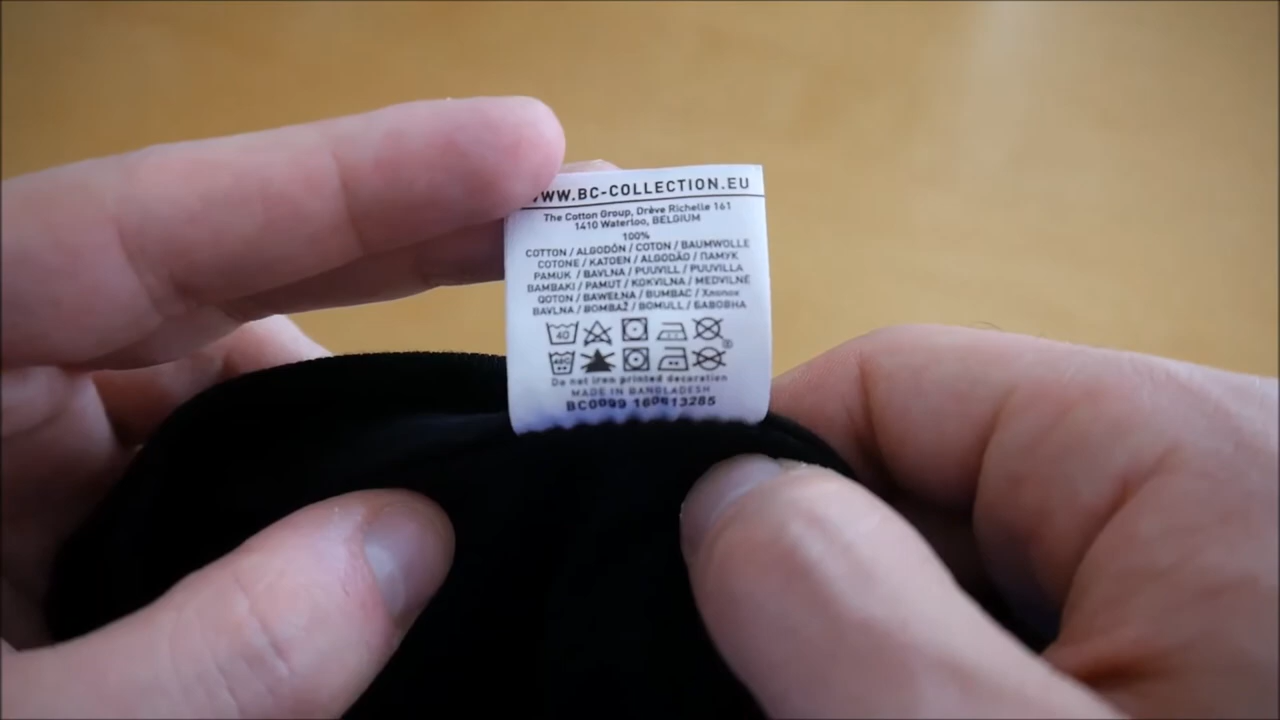 WWW.BC-COLLECTION.EU
The Cotton Group, Drève Richelle 161
1410 Waterloo, BELGIUM
100%
COTTON / ALGODÓN / COTON / BAUMWOLLE
COTONE / KATOEN / ALGODÃO / ПАМУК
PAMUK / BAVLNA / PUUVILL / PUUVILLA
BAMBAKI / PAMUT / KOKVILNA / MEDVILNĖ
QOTON / BAWEŁNA / BUMBAC / Хлопок
BAVLNA / BOMBAŽ / BOMULL / БАВОВНА
40
Do not iron printed decoration
MADE IN BANGLADESH
BC0099